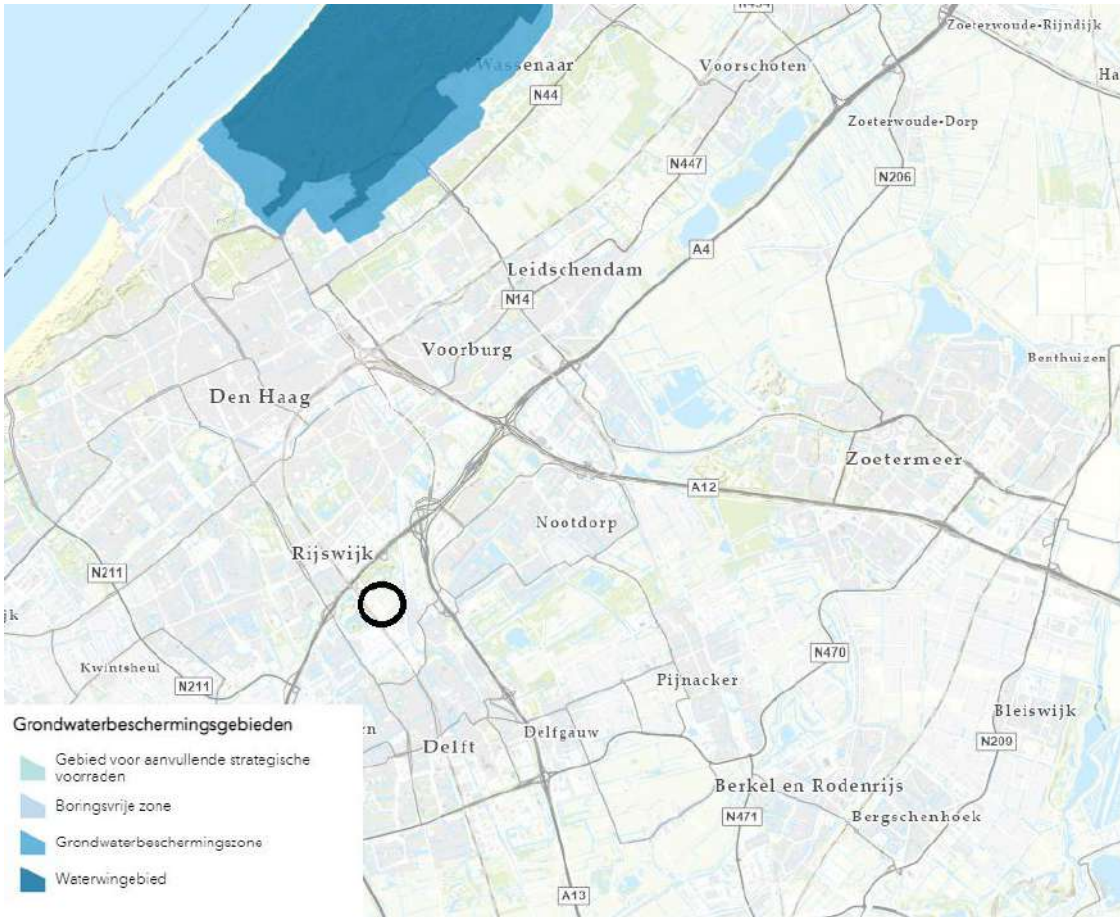 N434
Zoeterwoude-Rijndijk
Wassenaar
Voorschoten
N44
Zoeterwoude-Dorp
N447
N206
A4
Leidschendam
N14
Voorburg
Benthuizen
Den Haag
Zoetermeer
A12
Nootdorp
Rijswijk
N211
Kwintsheul
N470
N211
Pijnacker
Bleiswijk
Delfgauw
Delft
N209
Berkel en Rodenrijs
N471
Bergschenhoek
A13
Grondwaterbeschermingsgebieden
Gebied voor aanvullende strategische
voorraden
Boringsvrije zone
Grondwaterbeschermingszone
Waterwingebied